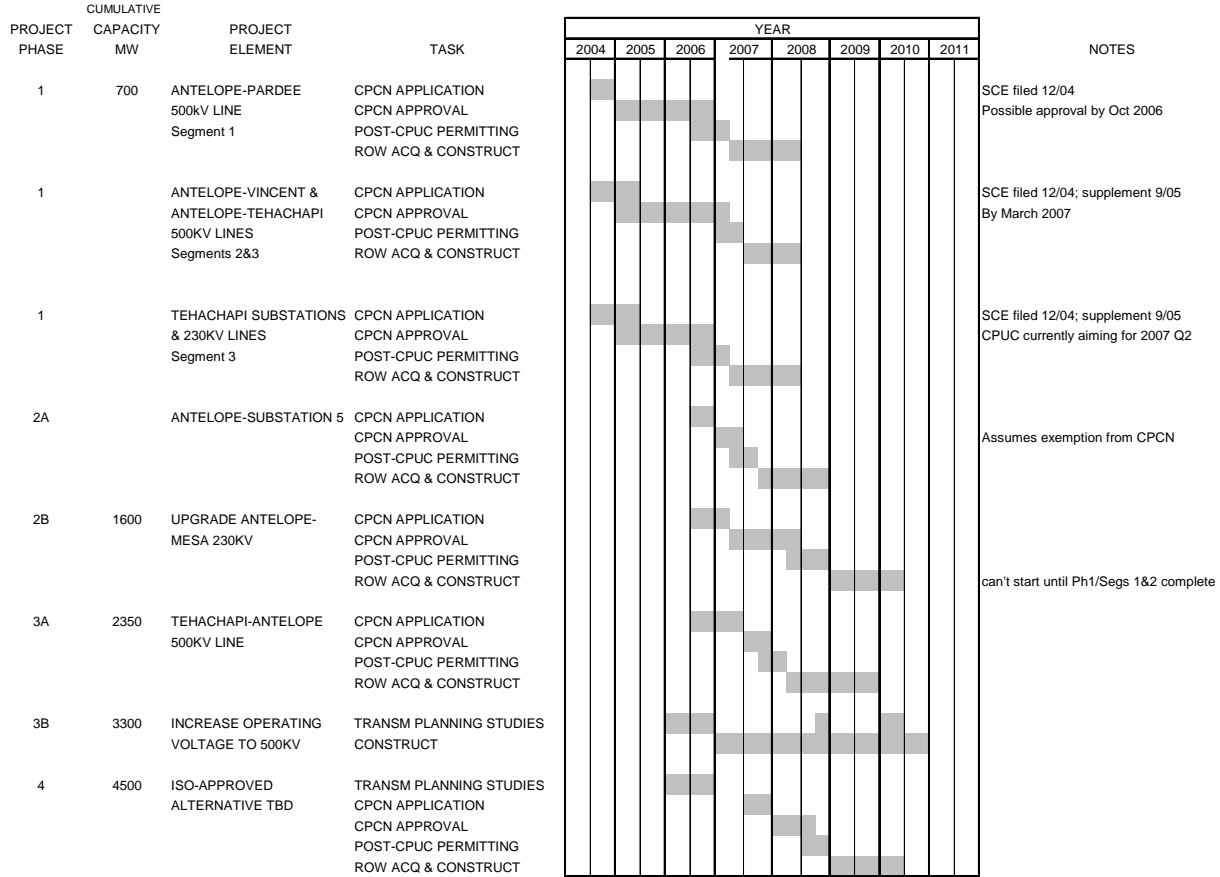 CUMULATIVE
PROJECT CAPACITY PROJECT YEAR
PHASE MW ELEMENT TASK 2004 2005 2006 2007 2008 2009 2010 2011 NOTES
1 700 ANTELOPE-PARDEE CPCN APPLICATION SCE filed 12/04
500kV LINE CPCN APPROVAL Possible approval by Oct 2006
Segment 1 POST-CPUC PERMITTING
ROW ACQ & CONSTRUCT
1 ANTELOPE-VINCENT & CPCN APPLICATION SCE filed 12/04; supplement 9/05
ANTELOPE-TEHACHAPI CPCN APPROVAL By March 2007
500KV LINES POST-CPUC PERMITTING
Segments 2&3 ROW ACQ & CONSTRUCT
1 TEHACHAPI SUBSTATIONS CPCN APPLICATION SCE filed 12/04; supplement 9/05
& 230KV LINES CPCN APPROVAL CPUC currently aiming for 2007 Q2
Segment 3 POST-CPUC PERMITTING
ROW ACQ & CONSTRUCT
2A ANTELOPE-SUBSTATION 5 CPCN APPLICATION
CPCN APPROVAL Assumes exemption from CPCN
POST-CPUC PERMITTING
ROW ACQ & CONSTRUCT
2B 1600 UPGRADE ANTELOPE- CPCN APPLICATION
MESA 230KV CPCN APPROVAL
POST-CPUC PERMITTING
ROW ACQ & CONSTRUCT can't start until Ph1/Segs 1&2 complete
3A 2350 TEHACHAPI-ANTELOPE CPCN APPLICATION
500KV LINE CPCN APPROVAL
POST-CPUC PERMITTING
ROW ACQ & CONSTRUCT
3B 3300 INCREASE OPERATING TRANSM PLANNING STUDIES
VOLTAGE TO 500KV CONSTRUCT
4 4500 ISO-APPROVED TRANSM PLANNING STUDIES
ALTERNATIVE TBD CPCN APPLICATION
CPCN APPROVAL
POST-CPUC PERMITTING
ROW ACQ & CONSTRUCT